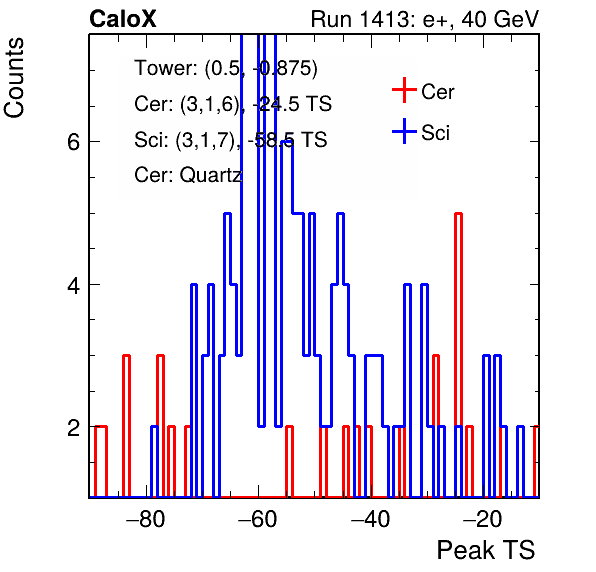 CaloX Run 1413: e+, 40 GeV
Counts
Tower: (0.5, -0.875)
Cer: (3,1,6), -24.5 TS
Sci: (3,1,7), -58.5 TS
Cer: Quartz
Cer
Sci
6
4
2
−80 −60 −40 −20
Peak TS